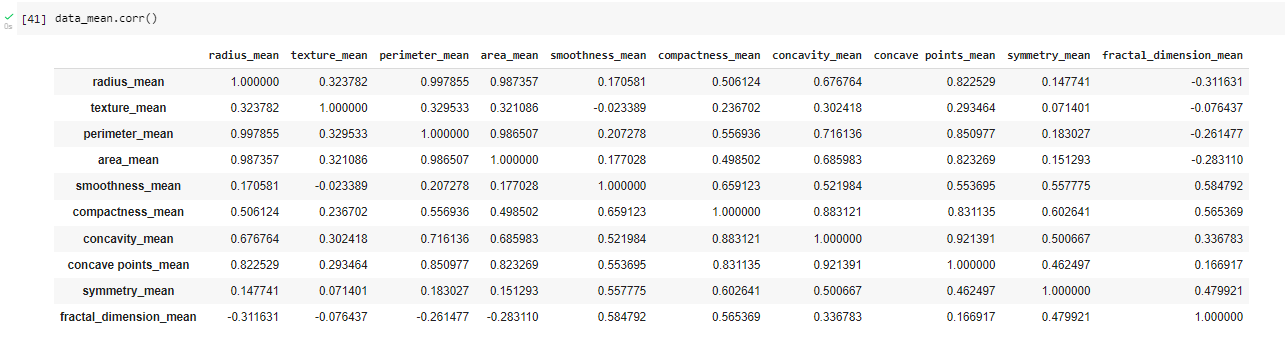 [41] data_mean.corr()
0s
radius_mean texture_mean perimeter_mean area_mean smoothness_mean compactness_mean concavity_mean concave points_mean symmetry_mean fractal_dimension_mean
radius_mean 1.000000 0.323782 0.997855 0.987357 0.170581 0.506124 0.676764 0.822529 0.147741 -0.311631
texture_mean 0.323782 1.000000 0.329533 0.321086 -0.023389 0.236702 0.302418 0.293464 0.071401 -0.076437
perimeter_mean 0.997855 0.329533 1.000000 0.986507 0.207278 0.556936 0.716136 0.850977 0.183027 -0.261477
area_mean 0.987357 0.321086 0.986507 1.000000 0.177028 0.498502 0.685983 0.823269 0.151293 -0.283110
smoothness_mean 0.170581 -0.023389 0.207278 0.177028 1.000000 0.659123 0.521984 0.553695 0.557775 0.584792
compactness_mean 0.506124 0.236702 0.556936 0.498502 0.659123 1.000000 0.883121 0.831135 0.602641 0.565369
concavity_mean 0.676764 0.302418 0.716136 0.685983 0.521984 0.883121 1.000000 0.921391 0.500667 0.336783
concave points_mean 0.822529 0.293464 0.850977 0.823269 0.553695 0.831135 0.921391 1.000000 0.462497 0.166917
symmetry_mean 0.147741 0.071401 0.183027 0.151293 0.557775 0.602641 0.500667 0.462497 1.000000 0.479921
fractal_dimension_mean -0.311631 -0.076437 -0.261477 -0.283110 0.584792 0.565369 0.336783 0.166917 0.479921 1.000000